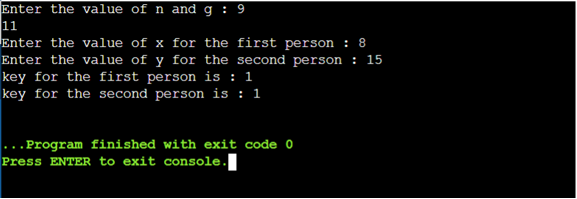 Enter the value of n and g : 9
11
Enter the value of x for the first person : 8
Enter the value of y for the second person : 15
key for the first person is : 1
key for the second person is : 1
...Program finished with exit code 0
Press ENTER to exit console.